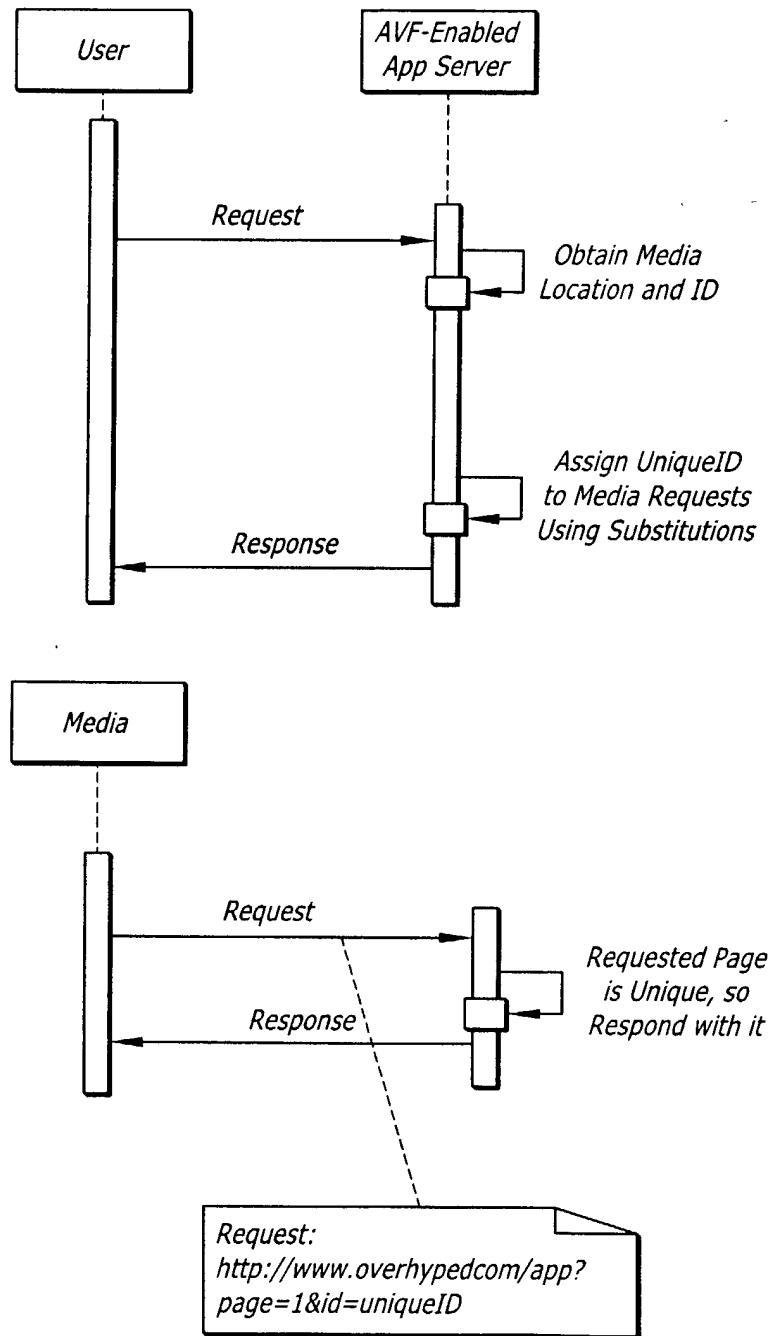 User
AVF-Enabled
App Server
Request
Obtain Media
Location and ID
Assign UniqueID
to Media Requests
Using Substitutions
Response
Media
Request
Requested Page
is Unique, so
Respond with it
Response
Request:
http://www.overhypedcom/app?
page=1&id=uniqueID